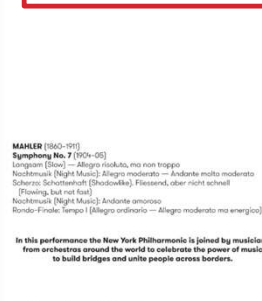 MAHLER (1860–1911)
Symphony No. 7 (1904–05)
Langsam (Slow) — Allegro risoluto, ma non troppo
Nachtmusik (Night Music): Allegro moderato — Andante molto moderato
Scherzo: Schattenhaft (Shadowlike). Fliessend, aber nicht schnell
(Flowing, but not fast)
Nachtmusik (Night Music): Andante amoroso
Rondo-Finale: Tempo I (Allegro ordinario — Allegro moderato ma energico)
In this performance the New York Philharmonic is joined by musicia
from orchestras around the world to celebrate the power of music
to build bridges and unite people across borders.